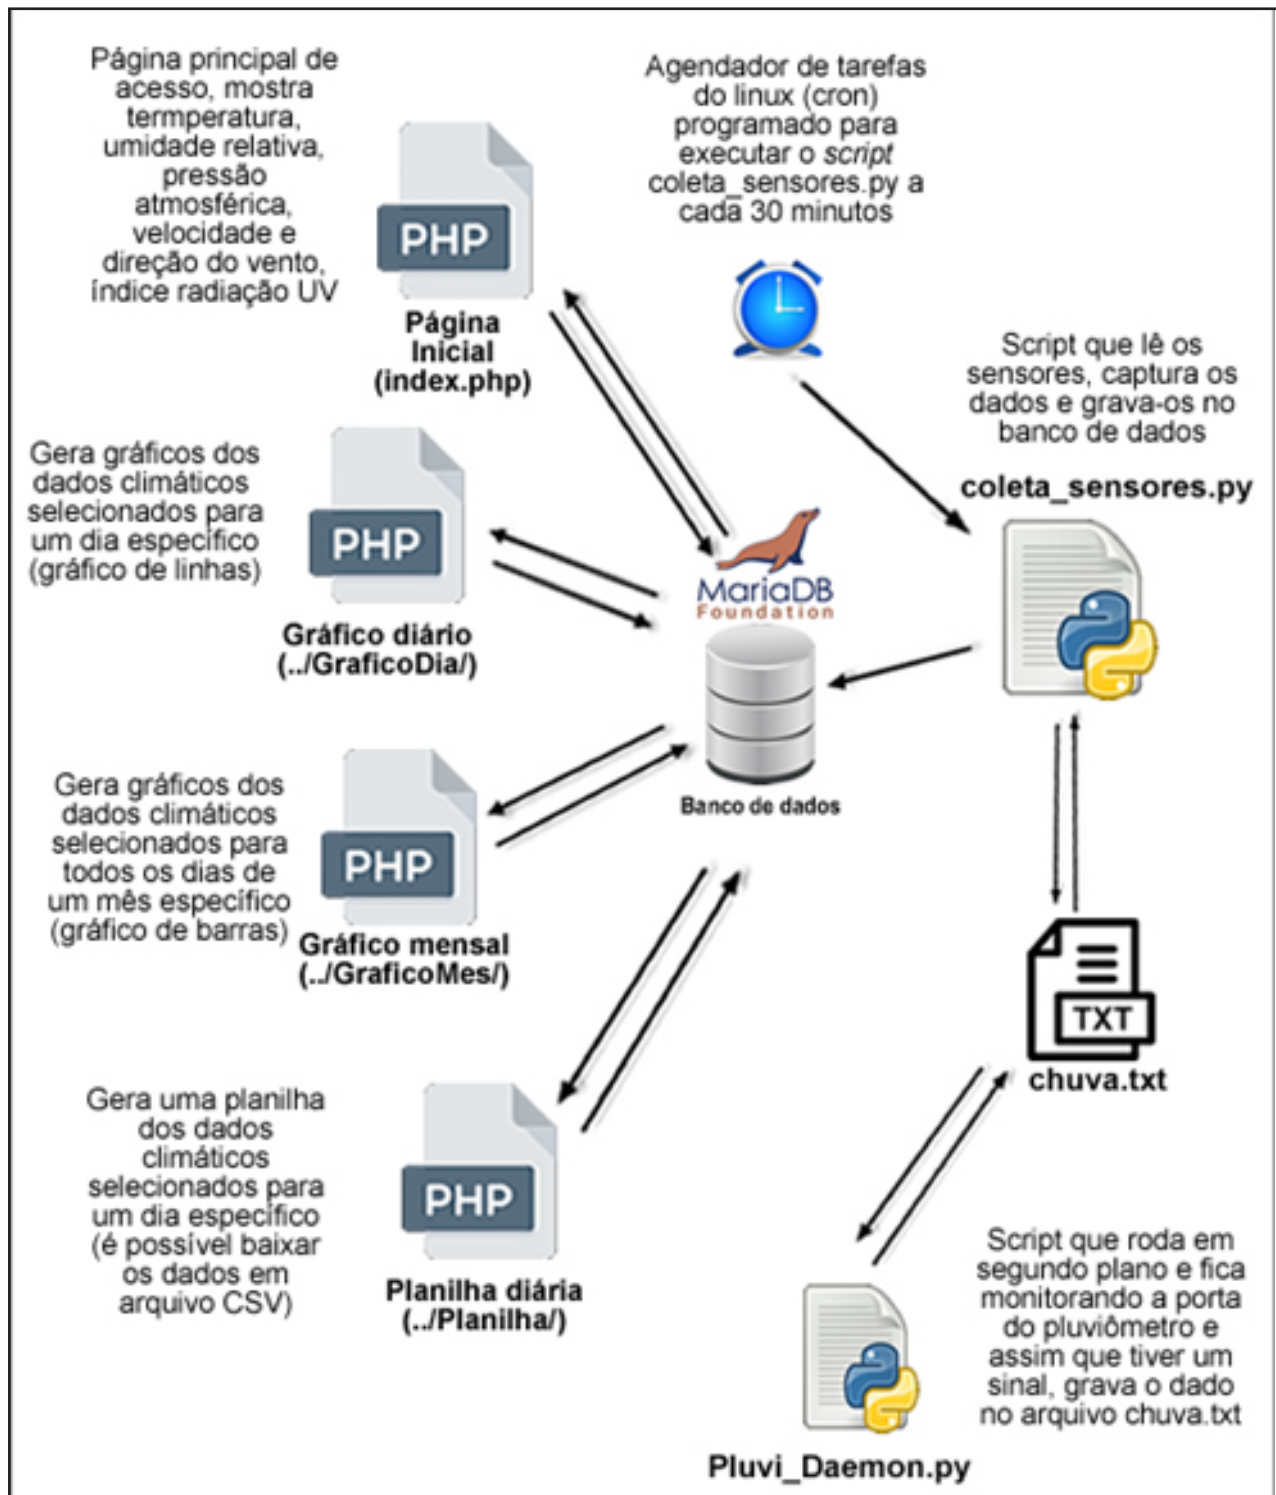 Página principal de
acesso, mostra
termperatura,
umidade relativa,
pressão
atmosférica,
velocidade e
direção do vento,
índice radiação UV
PHP
Página
Inicial
(index.php)
Agendador de tarefas
do linux (cron)
programado para
executar o script
coleta_sensores.py a
cada 30 minutos
Script que lê os
sensores, captura os
dados e grava-os no
banco de dados
coleta_sensores.py
Gera gráficos dos
dados climáticos
selecionados para
um dia específico
(gráfico de linhas)
PHP
Gráfico diário
(../GraficoDia/)
MariaDB
Foundation
Banco de dados
Gera gráficos dos
dados climáticos
selecionados para
todos os dias de
um mês específico
(gráfico de barras)
PHP
Gráfico mensal
(../GraficoMes/)
TXT
chuva.txt
Gera uma planilha
dos dados
climáticos
selecionados para
um dia específico
(é possível baixar
os dados em
arquivo CSV)
PHP
Planilha diária
(../Planilha/)
Script que roda em
segundo plano e fica
monitorando a porta
do pluviômetro e
assim que tiver um
sinal, grava o dado
no arquivo chuva.txt
Pluvi_Daemon.py